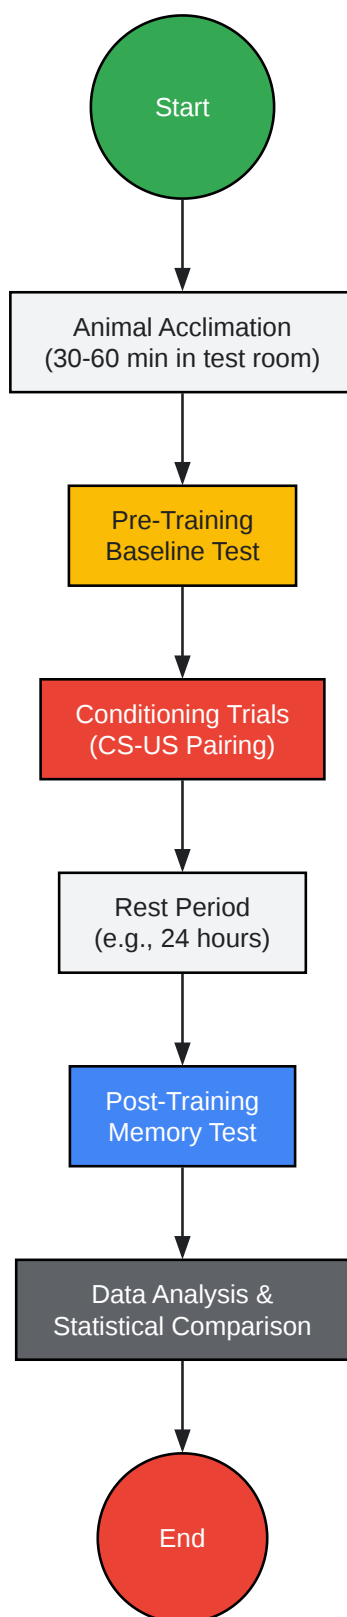 Start
Animal Acclimation
(30-60 min in test room)
Pre-Training
Baseline Test
Conditioning Trials
(CS-US Pairing)
Rest Period
(e.g., 24 hours)
Post-Training
Memory Test
Data Analysis &
Statistical Comparison
End